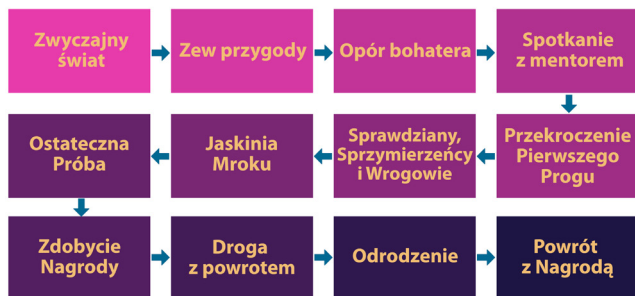 Zwyczajny
świat
Zew przygody
Opór bohatera
Spotkanie
z mentorem
Przekroczenie
Pierwszego
Progu
Sprawdziany,
Sprzymierzeńcy
i Wrogowie
Jaskinia
Mroku
Ostateczna
Próba
Zdobycie
Nagrody
Droga
z powrotem
Odrodzenie
Powrót
z Nagrodą